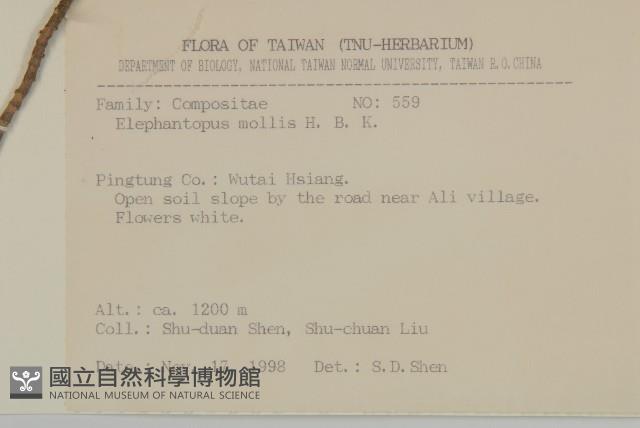 FLORA OF TAIWAN (TNU-HERBARIUM)
DEPARTMENT OF BIOLOGY, NATIONAL TAIWAN NORMAL UNIVERSITY, TAIWAN R.O.CHINA
Family: Compositae NO: 559
Elephantopus mollis H. B. K.
Pingtung Co.: Wutai Hsiang.
Open soil slope by the road near Ali village.
Flowers white.
Alt.: ca. 1200 m
Coll.: Shu-duan Shen, Shu-chuan Liu
Date.: Nov. 17, 1998 Det.: S.D.Shen
國立自然科學博物館
NATIONAL MUSEUM OF NATURAL SCIENCE